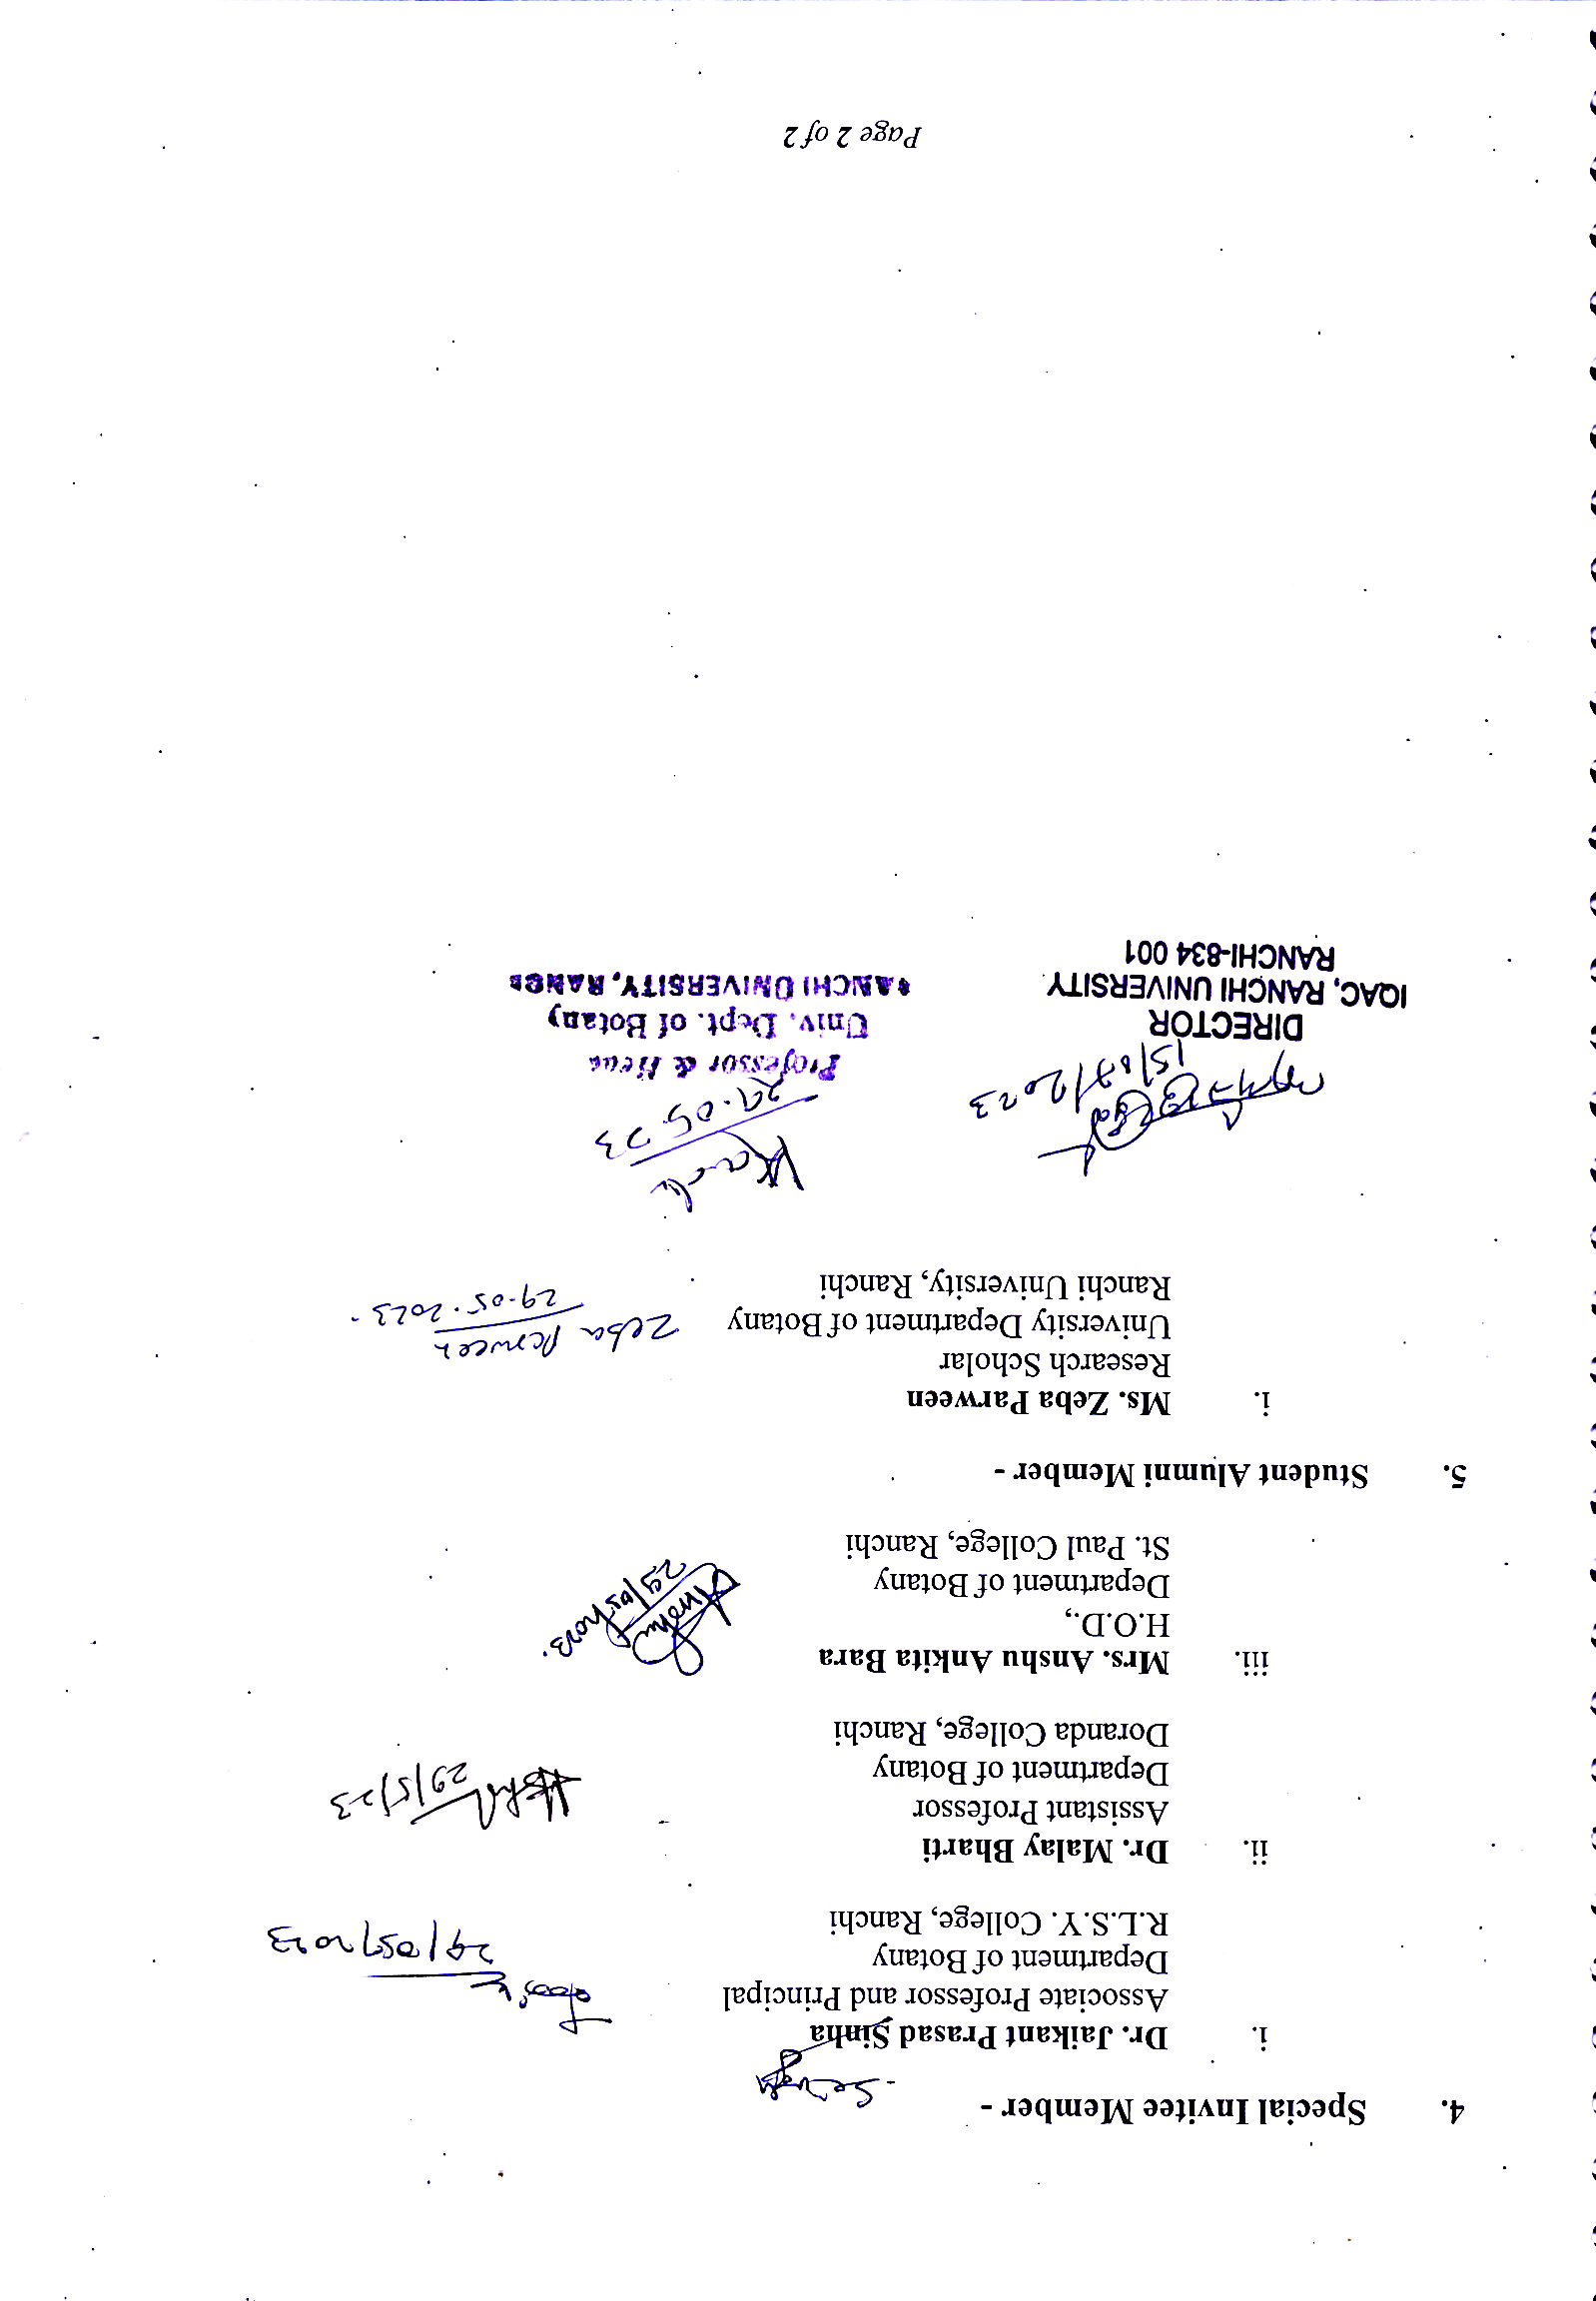 4. Special Invitee Member -
i. Dr. Jaikant Prasad Sinha
Associate Professor and Principal
Department of Botany
R.L.S.Y. College, Ranchi
29/05/2023
ii. Dr. Malay Bharti
Assistant Professor
Department of Botany
Doranda College, Ranchi
29/5/23
iii. Mrs. Anshu Ankita Bara
H.O.D.,
Department of Botany
St. Paul College, Ranchi
Anshu
29/05/2023.
5. Student Alumni Member -
i. Ms. Zeba Parween
Research Scholar
University Department of Botany
Ranchi University, Ranchi
Zeba Parween
29.05.2023.
15/07/2023
DIRECTOR
IQAC, RANCHI UNIVERSITY
RANCHI-834 001
29.05.23
Professor & Head
Univ. Dept. of Botany
RANCHI UNIVERSITY, RANCHI
Page 2 of 2